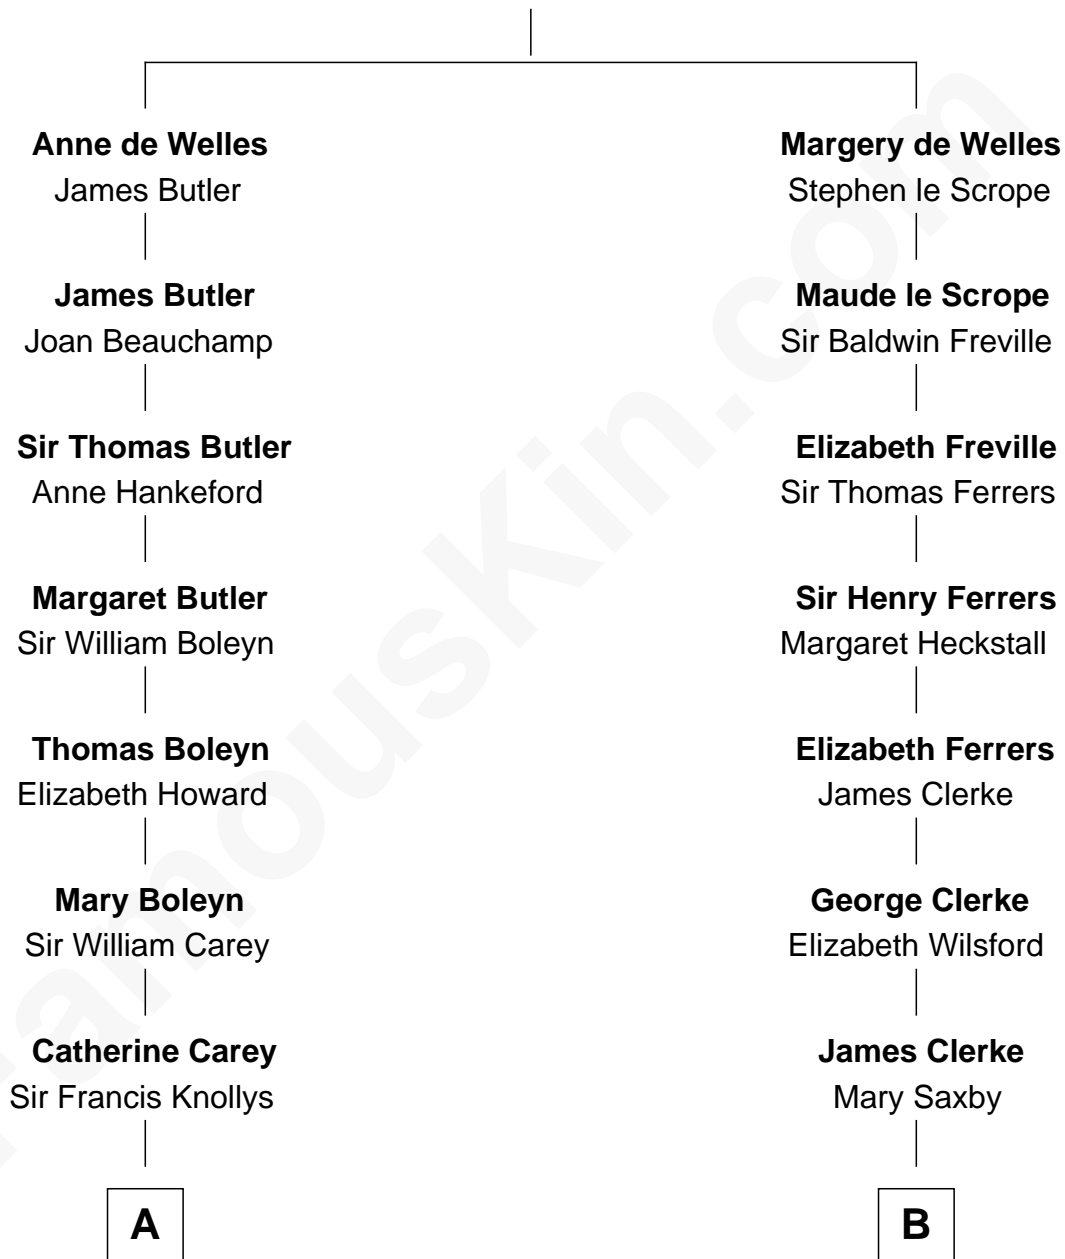 Anne de Welles
James Butler
James Butler
Joan Beauchamp
Sir Thomas Butler
Anne Hankeford
Margaret Butler
Sir William Boleyn
Thomas Boleyn
Elizabeth Howard
Mary Boleyn
Sir William Carey
Catherine Carey
Sir Francis Knollys
A
Margery de Welles
Stephen le Scrope
Maude le Scrope
Sir Baldwin Freville
Elizabeth Freville
Sir Thomas Ferrers
Sir Henry Ferrers
Margaret Heckstall
Elizabeth Ferrers
James Clerke
George Clerke
Elizabeth Wilsford
James Clerke
Mary Saxby
B
FamousKin.com